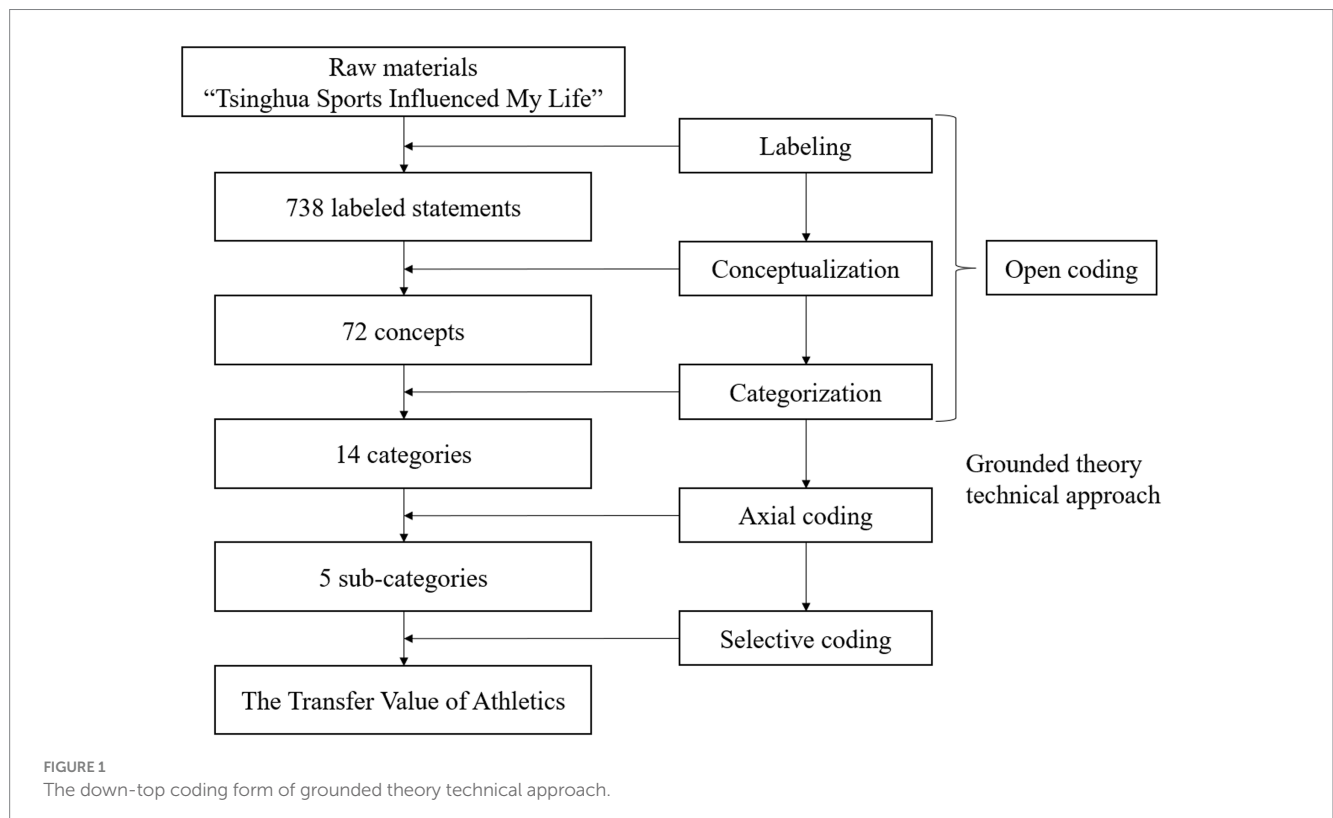 Raw materials
“Tsinghua Sports Influenced My Life”
Labeling
738 labeled statements
Conceptualization
Open coding
72 concepts
Categorization
14 categories
Grounded theory
technical approach
Axial coding
5 sub-categories
Selective coding
The Transfer Value of Athletics
FIGURE 1
The down-top coding form of grounded theory technical approach.